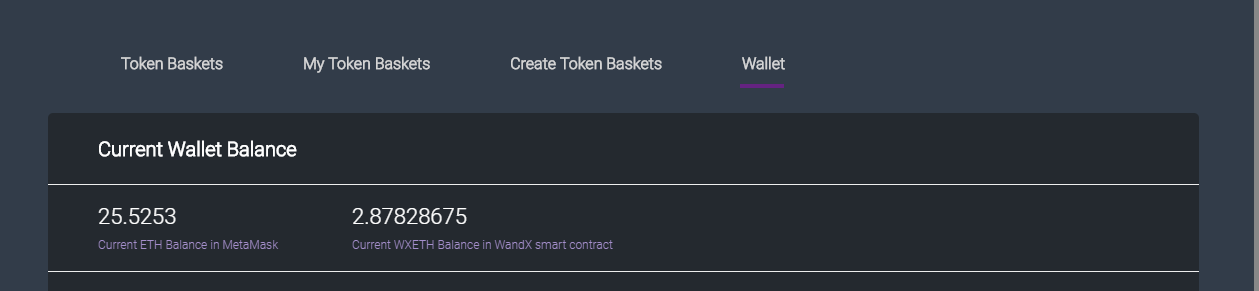 Token Baskets My Token Baskets Create Token Baskets Wallet
Current Wallet Balance
25.5253 2.87828675
Current ETH Balance in MetaMask Current WXETH Balance in WandX smart contract